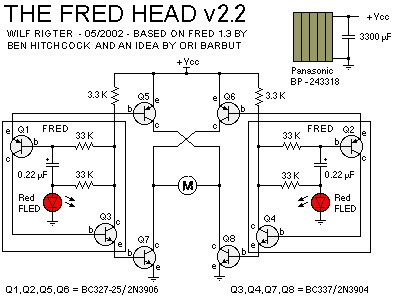 THE FRED HEAD v2.2
WILF RIGTER - 05/2002 - BASED ON FRED 1.3 BY
BEN HITCHCOCK AND AN IDEA BY ORI BARBUT
+Ycc
3300 µF
Panasonic
BP - 243318
+Ycc
3.3 K
Q5
Q6
3.3 K
e
b
c
e
b
c
Q1
FRED
33 K
e
b
c
+
0.22 µF
33 K
Red
FLED
Q3
c
b
e
Q7
c
b
e
M
FRED
Q2
33 K
e
b
c
+
0.22 µF
33 K
Red
FLED
Q4
c
b
e
Q8
c
b
e
Q1,Q2,Q5,Q6 = BC327-25/2N3906
Q3,Q4,Q7,Q8 = BC337/2N3904